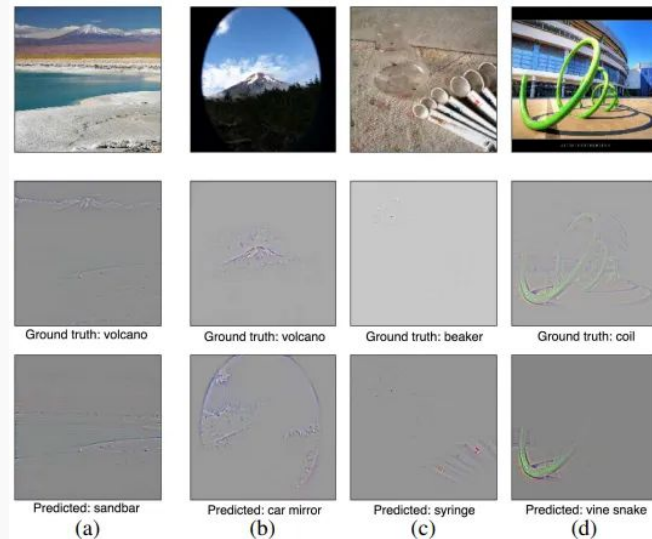 Ground truth: volcano
Ground truth: volcano
Ground truth: beaker
Ground truth: coil
Predicted: sandbar
Predicted: car mirror
Predicted: syringe
Predicted: vine snake
(a)
(b)
(c)
(d)